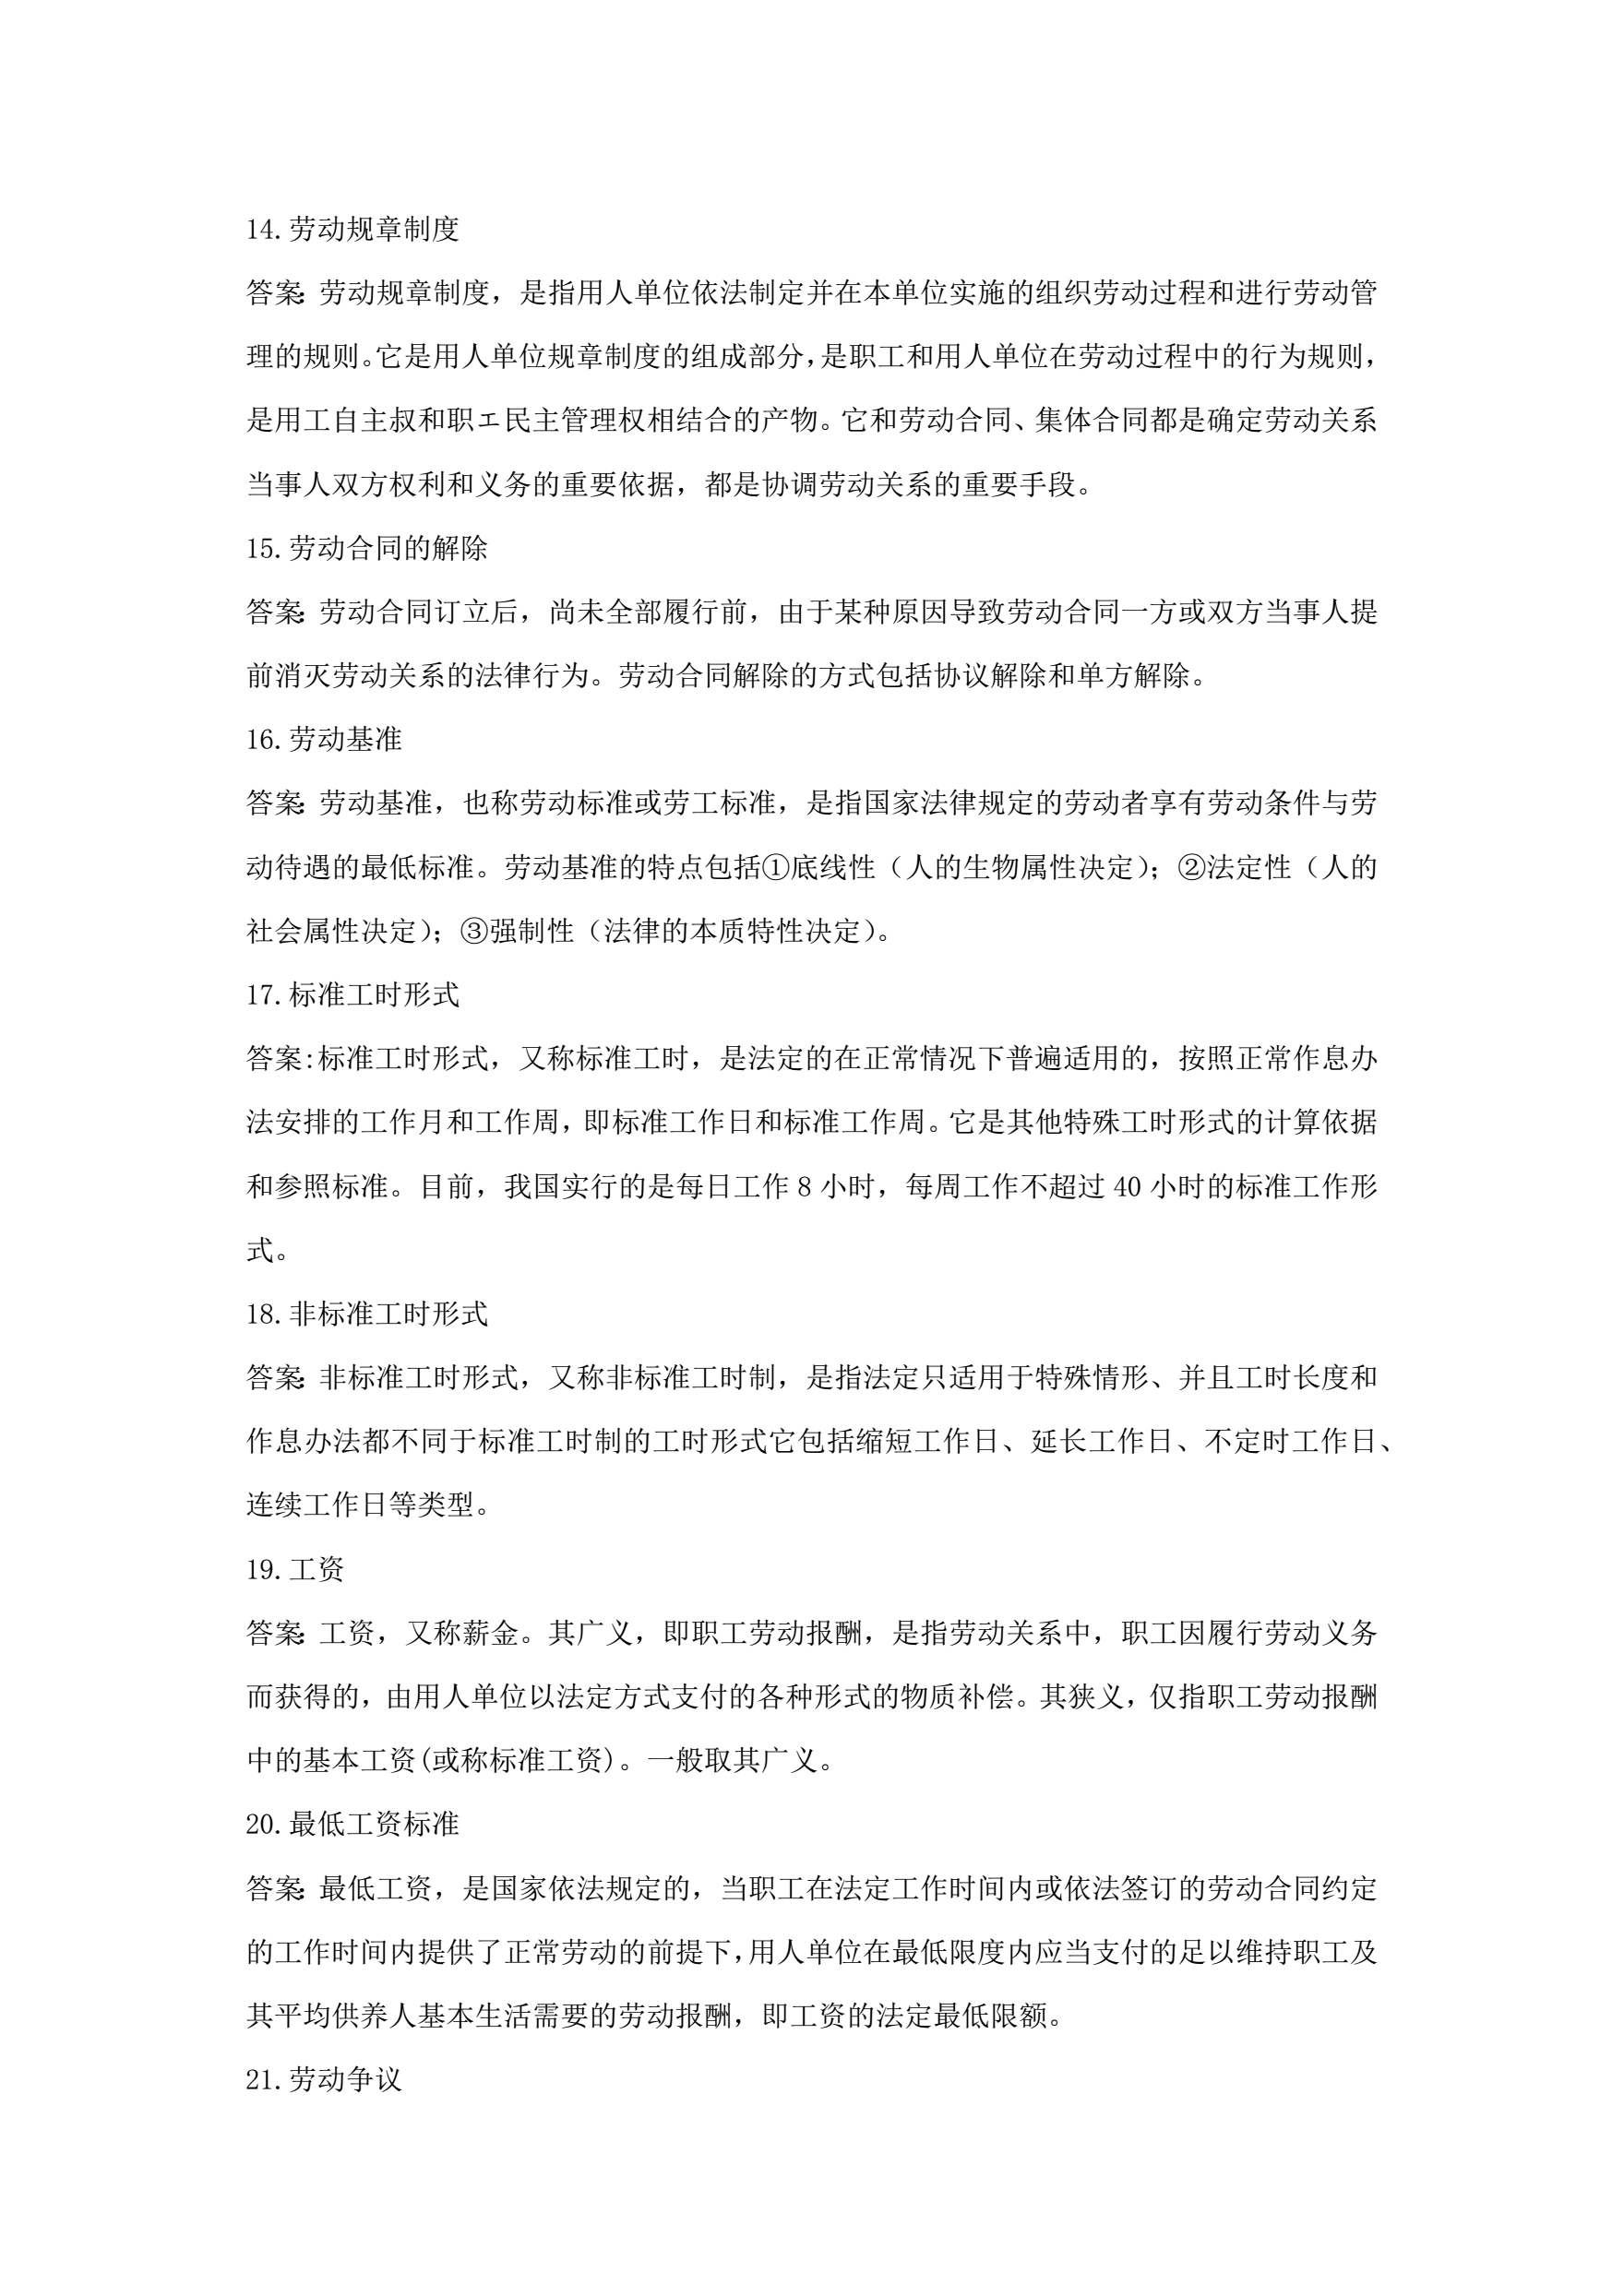 14.劳动规章制度
答案：劳动规章制度，是指用人单位依法制定并在本单位实施的组织劳动过程和进行劳动管
理的规则。它是用人单位规章制度的组成部分，是职工和用人单位在劳动过程中的行为规则，
是用工自主叔和职エ民主管理权相结合的产物。它和劳动合同、集体合同都是确定劳动关系
当事人双方权利和义务的重要依据，都是协调劳动关系的重要手段。
15.劳动合同的解除
答案：劳动合同订立后，尚未全部履行前，由于某种原因导致劳动合同一方或双方当事人提
前消灭劳动关系的法律行为。劳动合同解除的方式包括协议解除和单方解除。
16.劳动基准
答案：劳动基准，也称劳动标准或劳工标准，是指国家法律规定的劳动者享有劳动条件与劳
动待遇的最低标准。劳动基准的特点包括①底线性（人的生物属性决定）；②法定性（人的
社会属性决定）；③强制性（法律的本质特性决定）。
17.标准工时形式
答案:标准工时形式，又称标准工时，是法定的在正常情况下普遍适用的，按照正常作息办
法安排的工作月和工作周，即标准工作日和标准工作周。它是其他特殊工时形式的计算依据
和参照标准。目前，我国实行的是每日工作 8 小时，每周工作不超过 40 小时的标准工作形
式。
18.非标准工时形式
答案：非标准工时形式，又称非标准工时制，是指法定只适用于特殊情形、并且工时长度和
作息办法都不同于标准工时制的工时形式它包括缩短工作日、延长工作日、不定时工作日、
连续工作日等类型。
19.工资
答案：工资，又称薪金。其广义，即职工劳动报酬，是指劳动关系中，职工因履行劳动义务
而获得的，由用人单位以法定方式支付的各种形式的物质补偿。其狭义，仅指职工劳动报酬
中的基本工资(或称标准工资)。一般取其广义。
20.最低工资标准
答案：最低工资，是国家依法规定的，当职工在法定工作时间内或依法签订的劳动合同约定
的工作时间内提供了正常劳动的前提下，用人单位在最低限度内应当支付的足以维持职工及
其平均供养人基本生活需要的劳动报酬，即工资的法定最低限额。
21.劳动争议